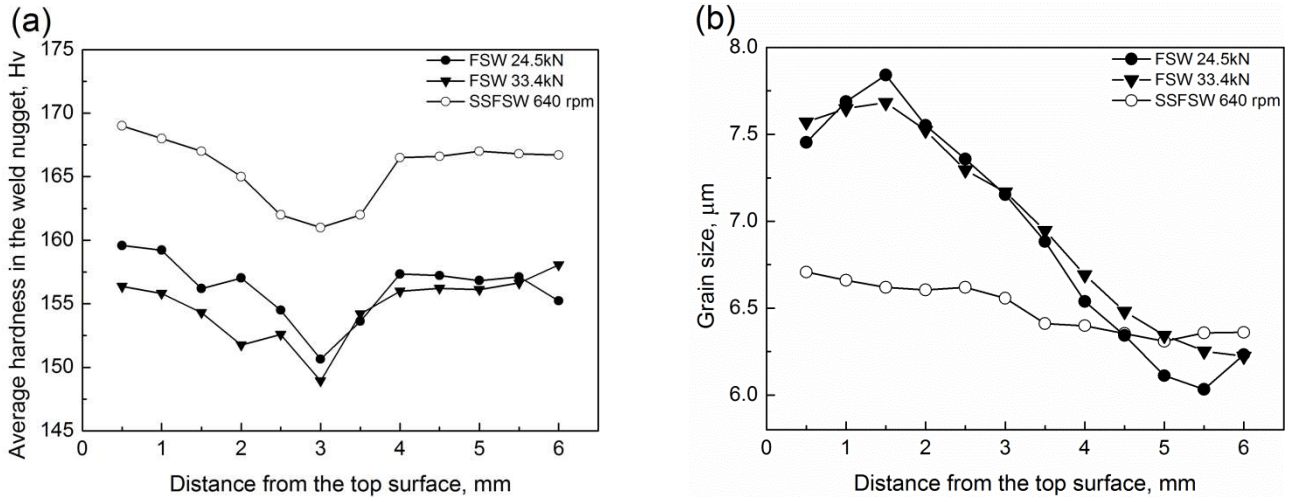 (a)
175
170
165
160
155
150
145
Average hardness in the weld nugget, Hv
FSW 24.5kN
FSW 33.4kN
SSFSW 640 rpm
0 1 2 3 4 5 6
Distance from the top surface, mm
(b)
8.0
7.5
7.0
6.5
6.0
Grain size, μm
FSW 24.5kN
FSW 33.4kN
SSFSW 640 rpm
0 1 2 3 4 5 6
Distance from the top surface, mm